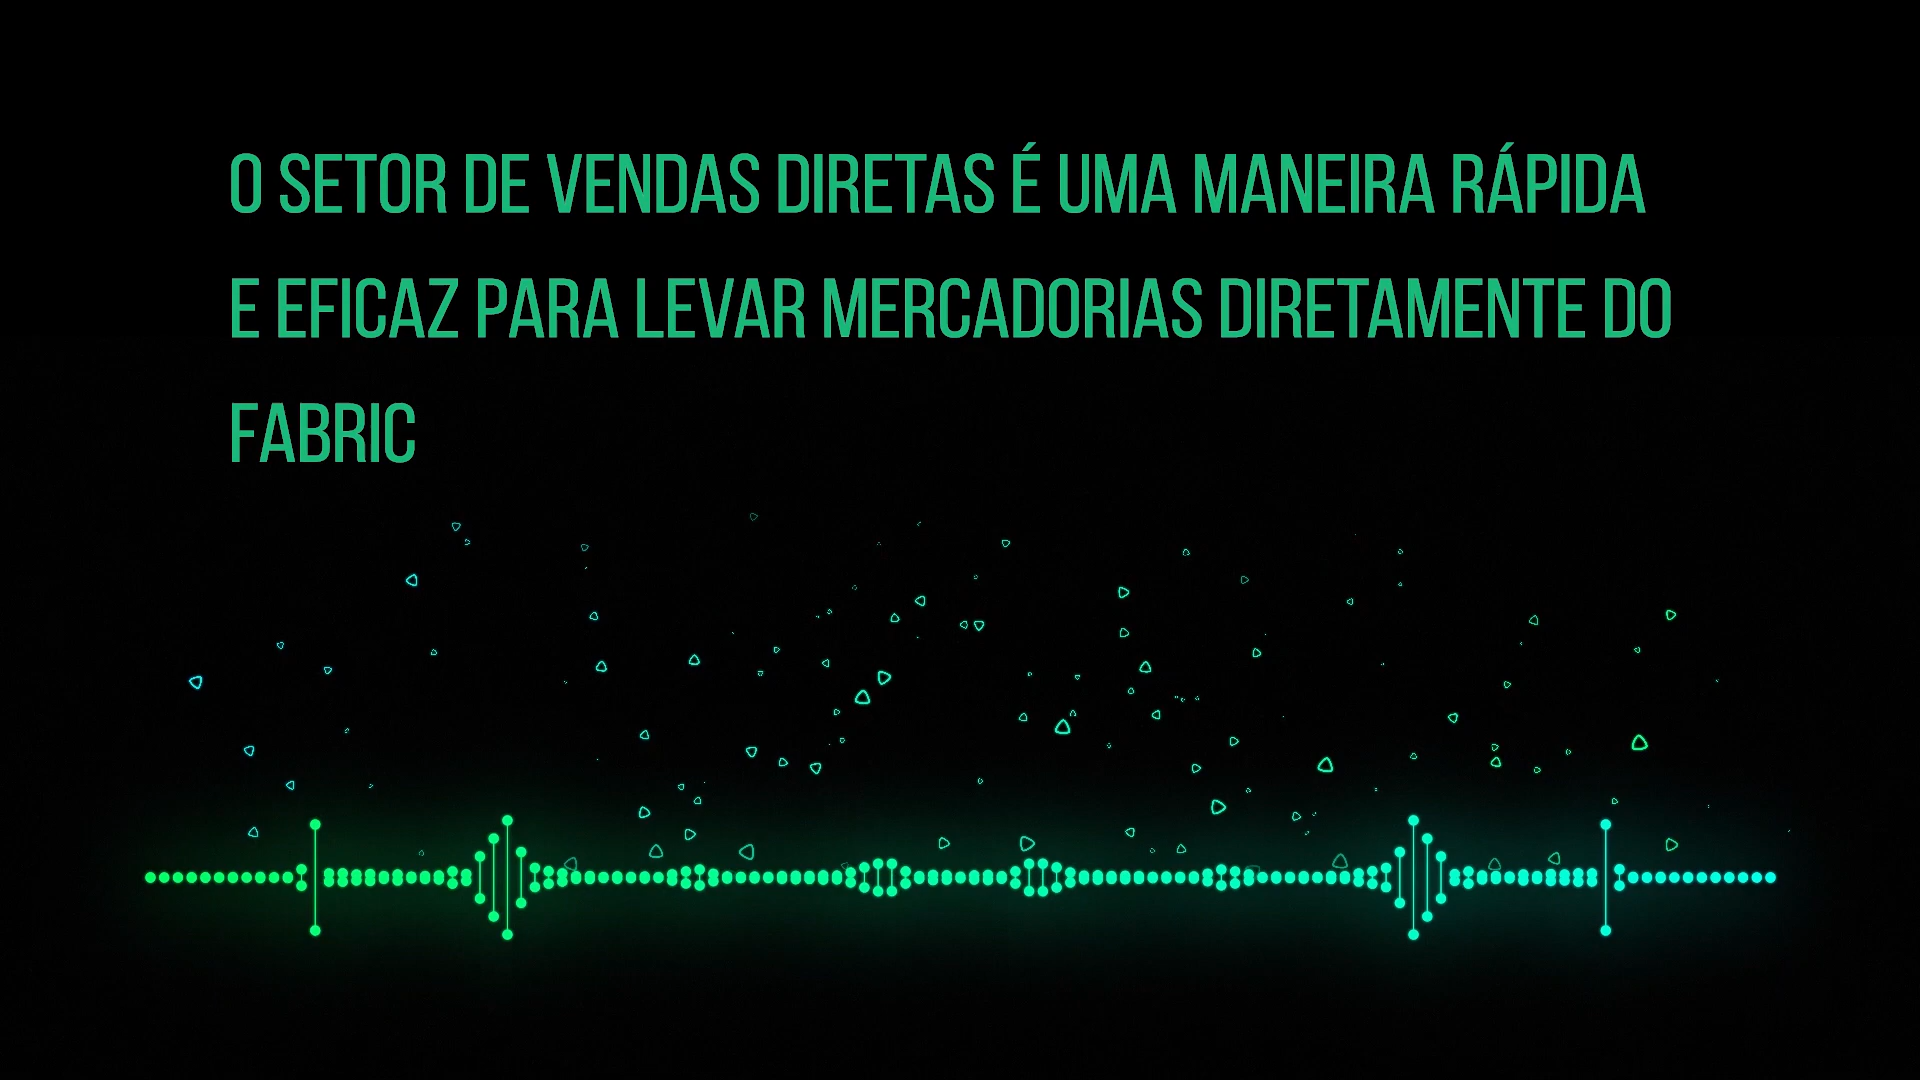 O SETOR DE VENDAS DIRETAS É UMA MANEIRA RÁPIDA
E EFICAZ PARA LEVAR MERCADORIAS DIRETAMENTE DO
FABRIC